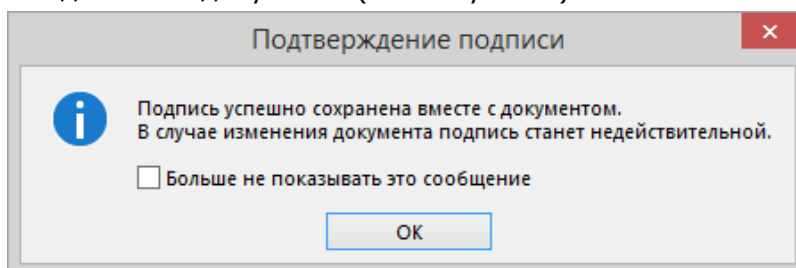 Подтверждение подписи
Подпись успешно сохранена вместе с документом.
В случае изменения документа подпись станет недействительной.
Больше не показывать это сообщение
ОК